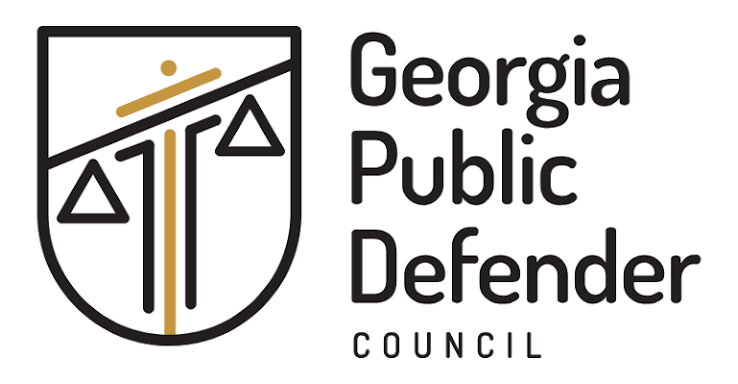 Georgia
Public
Defender
COUNCIL